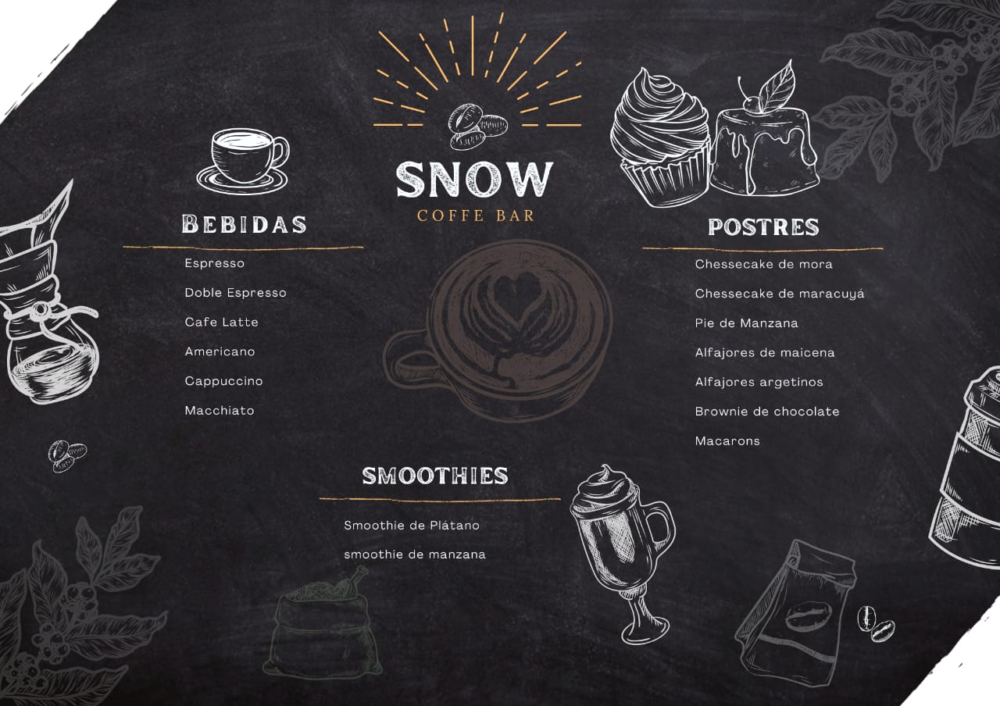 SNOW
COFFE BAR
BEBIDAS
Espresso
Doble Espresso
Cafe Latte
Americano
Cappuccino
Macchiato
POSTRES
Chessecake de mora
Chessecake de maracuyá
Pie de Manzana
Alfajores de maicena
Alfajores argetinos
Brownie de chocolate
Macarons
SMOOTHIES
Smoothie de Plátano
smoothie de manzana